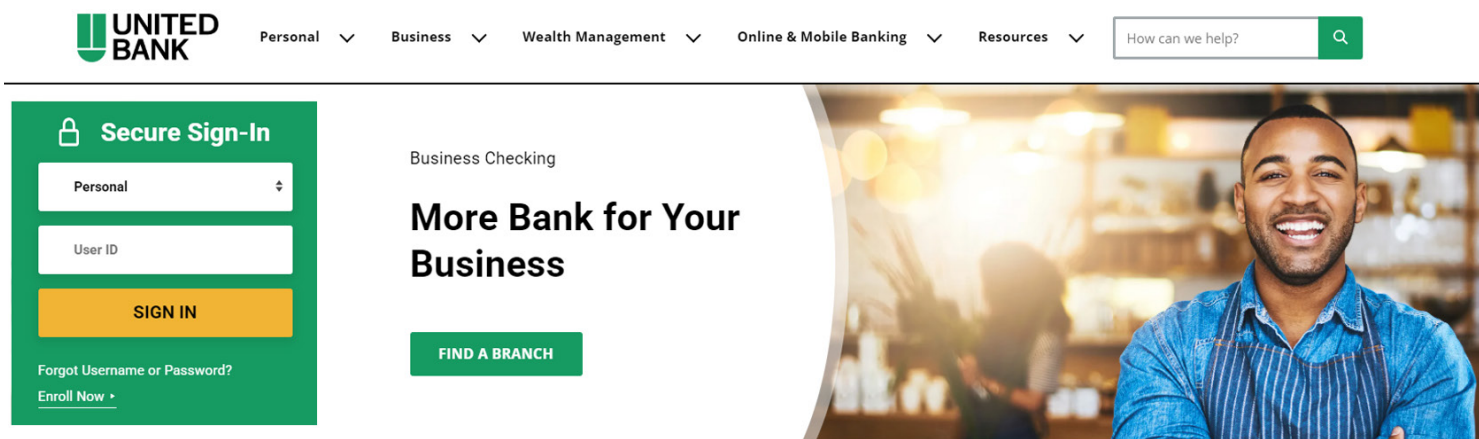 UNITED
BANK
Personal
Business
Wealth Management
Online & Mobile Banking
Resources
How can we help?
Secure Sign-In
Personal
User ID
SIGN IN
Forgot Username or Password?
Enroll Now
Business Checking
More Bank for Your
Business
FIND A BRANCH